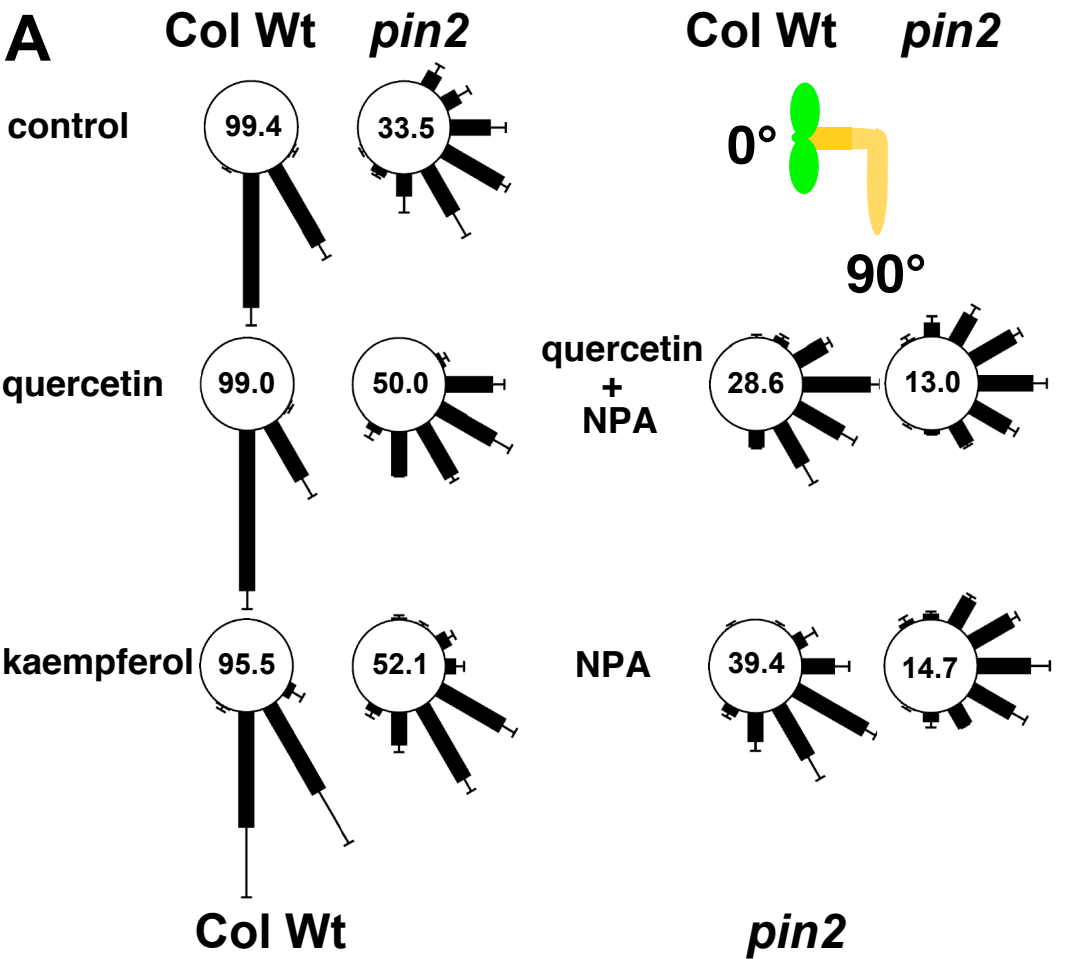 A
Col Wt pin2
Col Wt pin2
control
99.4
33.5
0°
90°
quercetin
99.0
50.0
quercetin
+
NPA
28.6
13.0
kaempferol
95.5
52.1
NPA
39.4
14.7
Col Wt
pin2